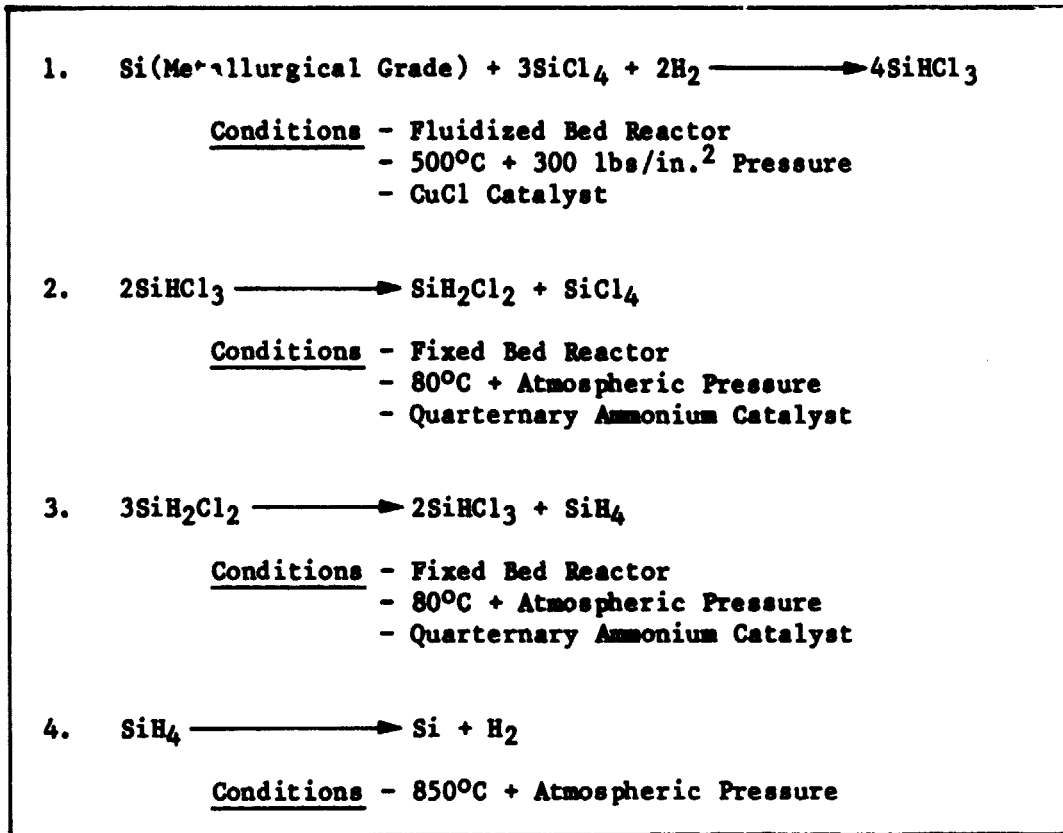 1. Si(Metallurgical Grade) + 3SiCl4 + 2H2 ⟶ 4SiHCl3
Conditions - Fluidized Bed Reactor
- 500°C + 300 lbs/in.² Pressure
- CuCl Catalyst
2. 2SiHCl3 ⟶ SiH2Cl2 + SiCl4
Conditions - Fixed Bed Reactor
- 80°C + Atmospheric Pressure
- Quarternary Ammonium Catalyst
3. 3SiH2Cl2 ⟶ 2SiHCl3 + SiH4
Conditions - Fixed Bed Reactor
- 80°C + Atmospheric Pressure
- Quarternary Ammonium Catalyst
4. SiH4 ⟶ Si + H2
Conditions - 850°C + Atmospheric Pressure